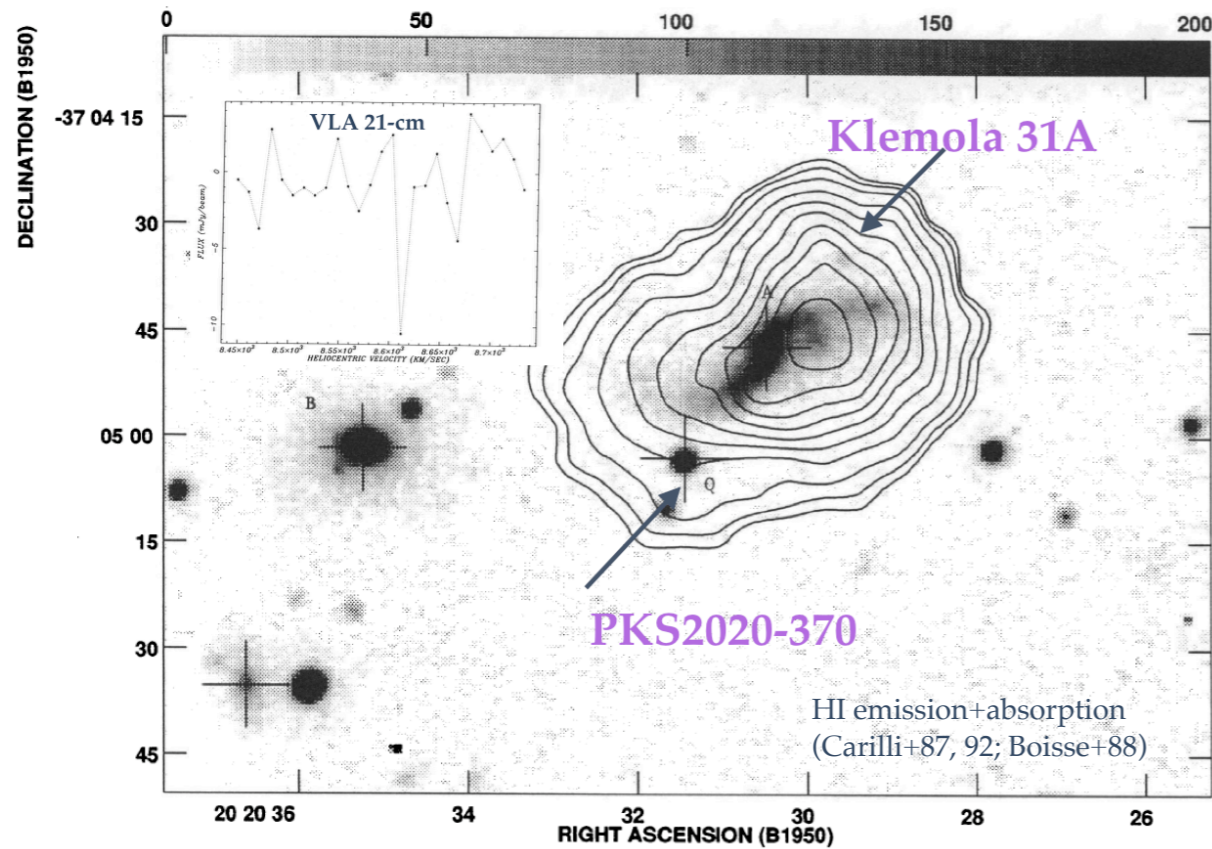 0 50 100 150 200
DECLINATION (B1950)
-37 04 15
30
45
05 00
15
30
45
VLA 21-cm
FLUX (mJy/beam)
0
-5
-10
8.45×10³ 8.5×10³ 8.55×10³ 8.6×10³ 8.65×10³ 8.7×10³
HELIOCENTRIC VELOCITY (KM/SEC)
Klemola 31A
A
B
Q
PKS2020-370
HI emission+absorption
(Carilli+87, 92; Boisse+88)
20 20 36 34 32 30 28 26
RIGHT ASCENSION (B1950)